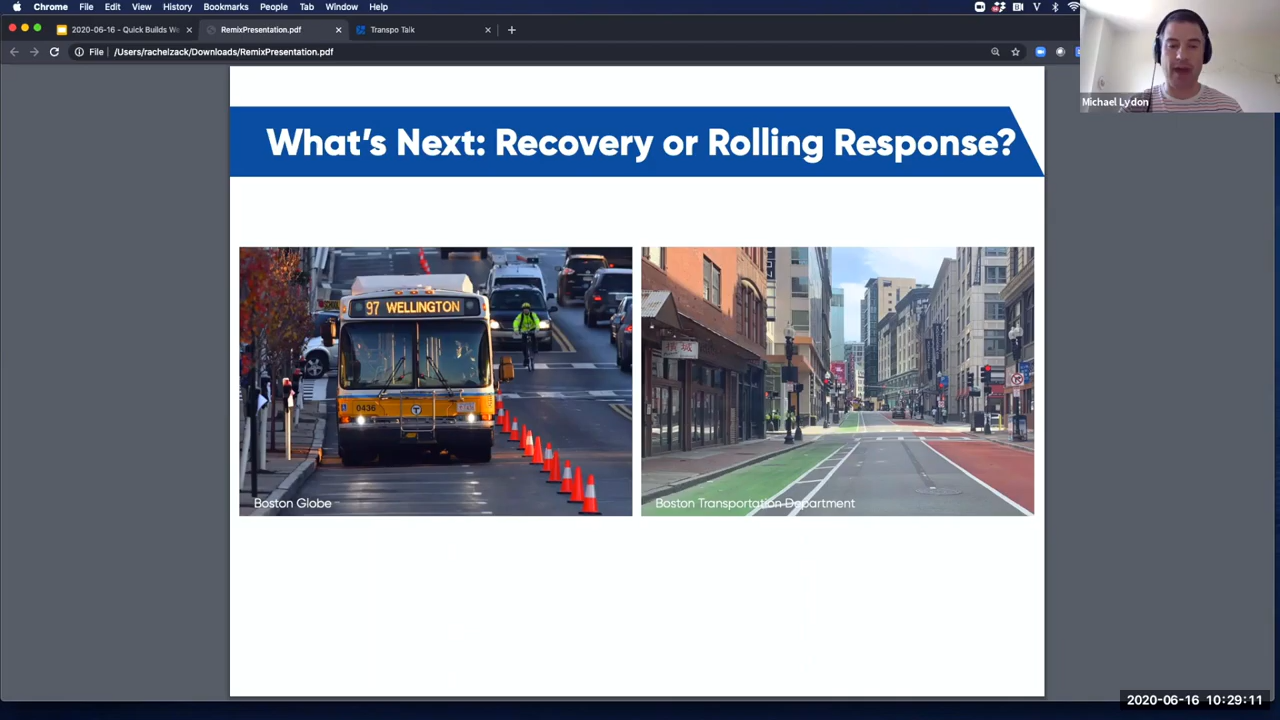 Chrome File Edit View History Bookmarks People Tab Window Help
2020-06-16 - Quick Builds We
RemixPresentation.pdf
Transpo Talk
File /Users/rachelzack/Downloads/RemixPresentation.pdf
Michael Lydon
What's Next: Recovery or Rolling Response?
97 WELLINGTON
0436
T
Boston Globe
Boston Transportation Department
2020-06-16 10:29:11